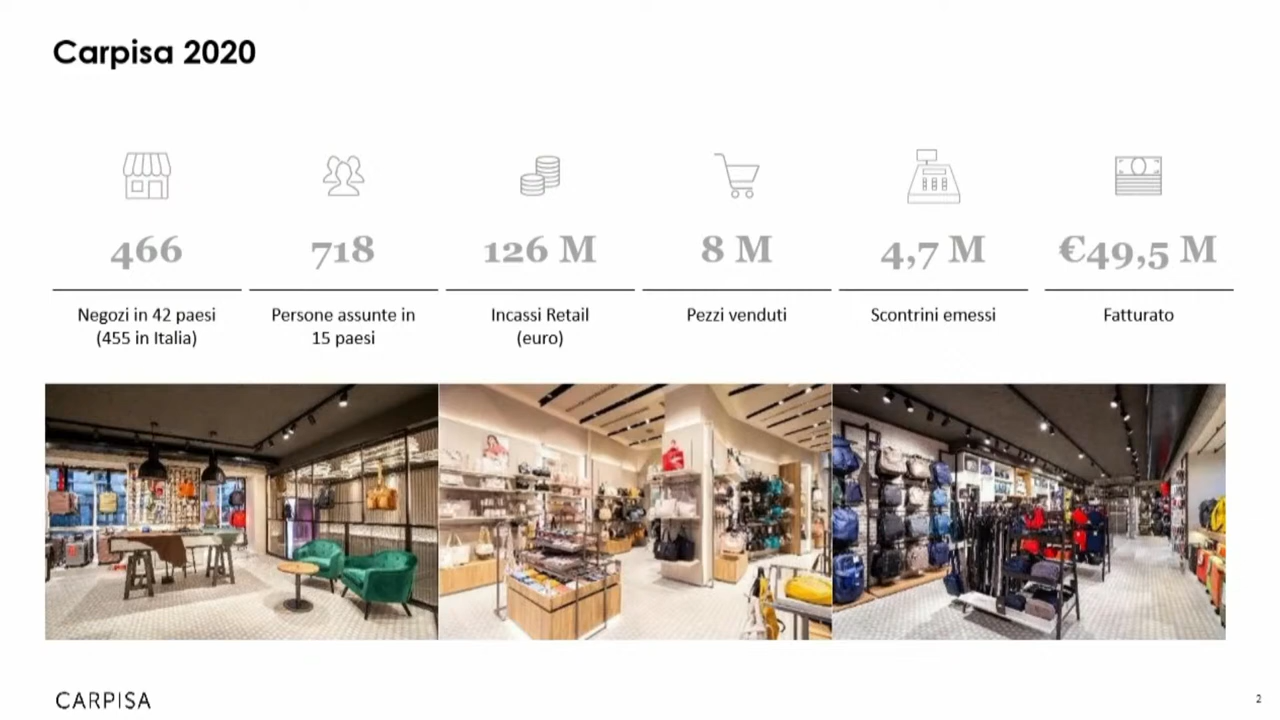 Carpisa 2020
466
Negozi in 42 paesi
(455 in Italia)
718
Persone assunte in
15 paesi
126 M
Incassi Retail
(euro)
8 M
Pezzi venduti
4,7 M
Scontrini emessi
€49,5 M
Fatturato
CARPISA
2